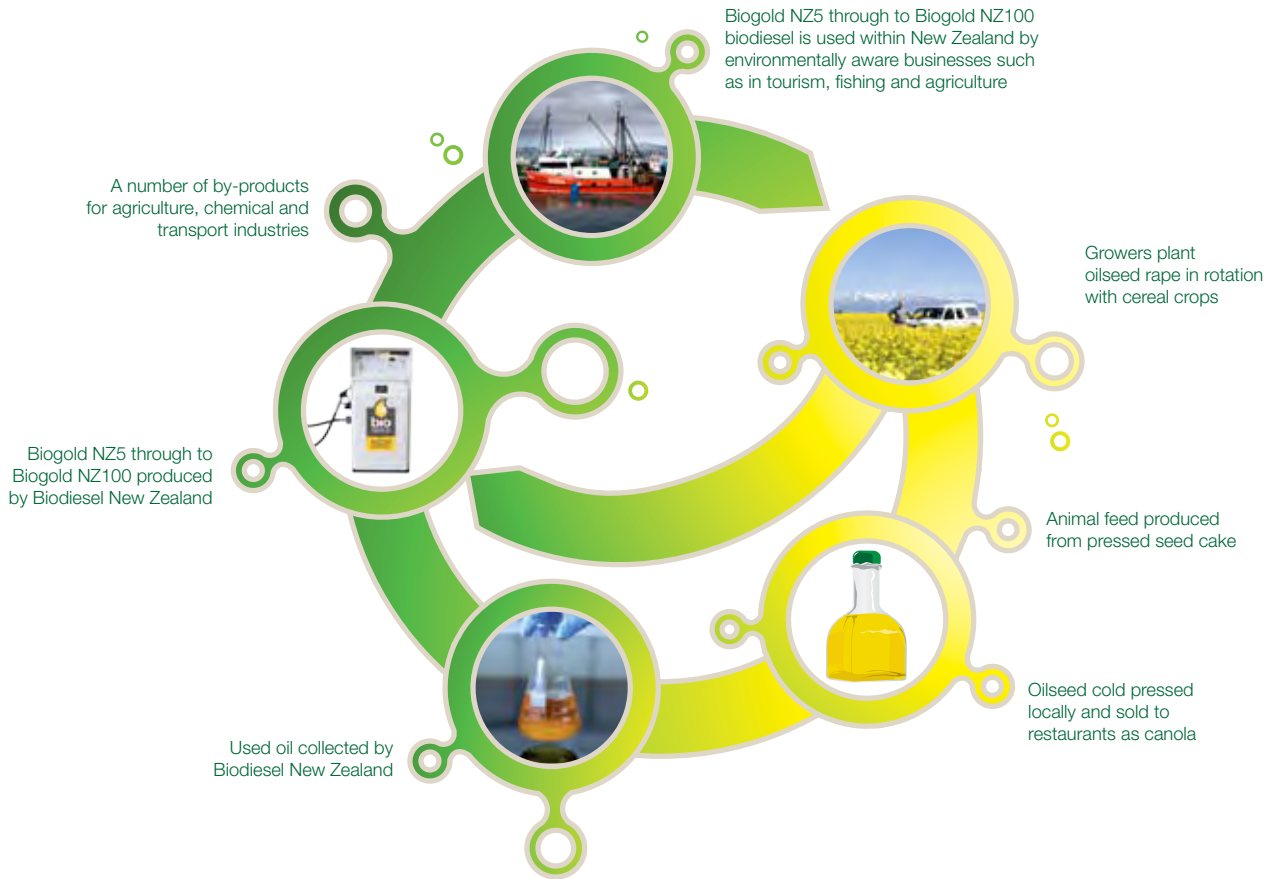 Biogold NZ5 through to Biogold NZ100
biodiesel is used within New Zealand by
environmentally aware businesses such
as in tourism, fishing and agriculture
A number of by-products
for agriculture, chemical and
transport industries
Growers plant
oilseed rape in rotation
with cereal crops
bio
Biogold NZ5 through to
Biogold NZ100 produced
by Biodiesel New Zealand
Animal feed produced
from pressed seed cake
Oilseed cold pressed
locally and sold to
restaurants as canola
Used oil collected by
Biodiesel New Zealand